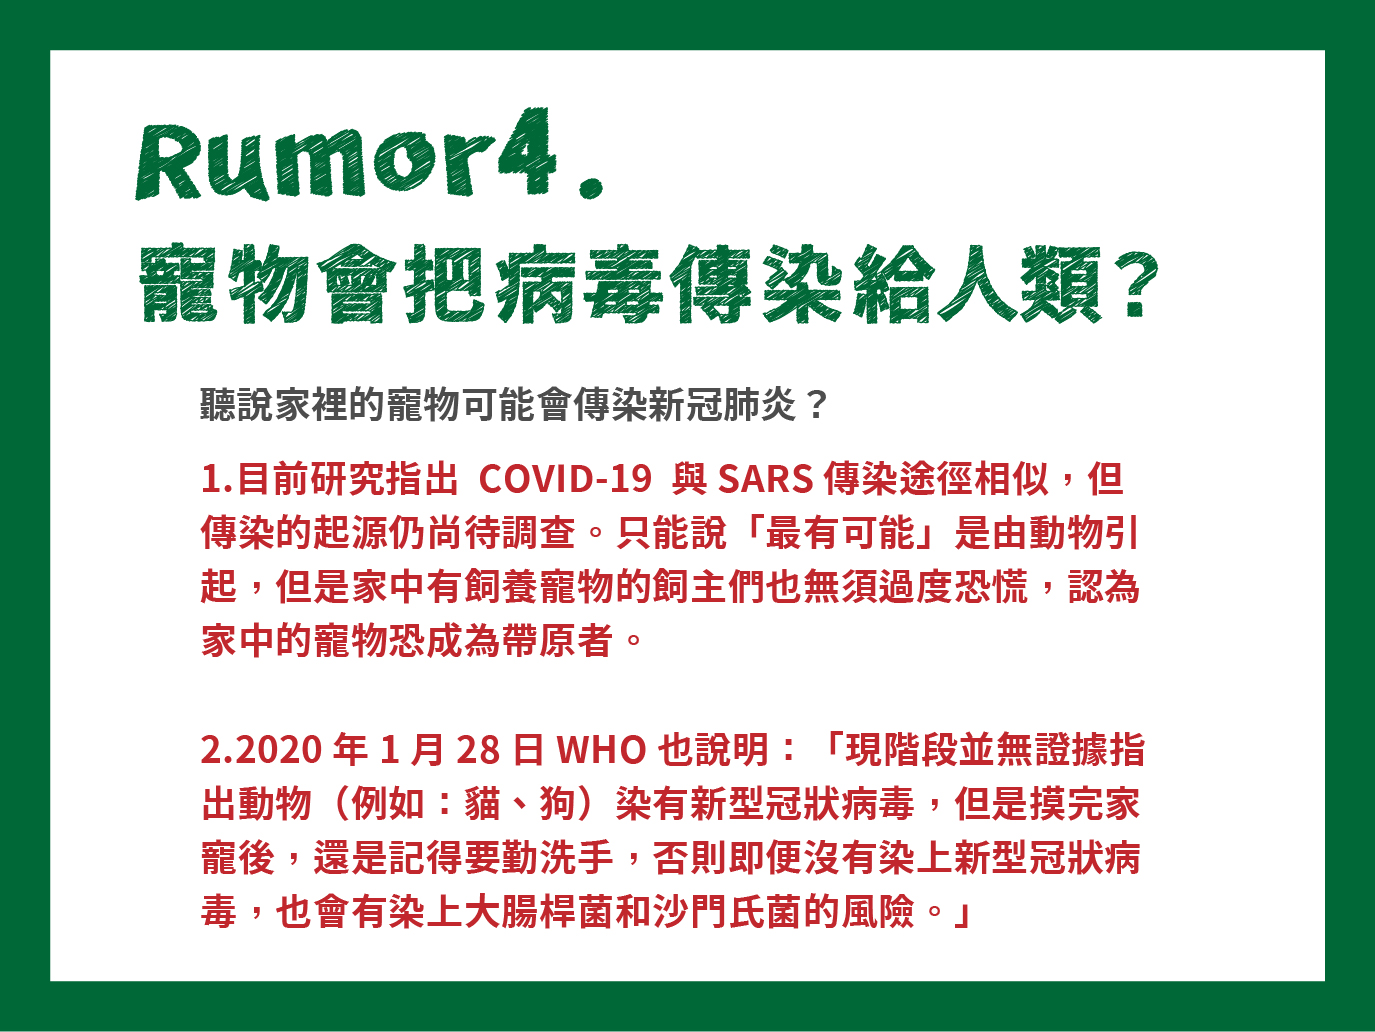 Rumor4.
寵物會把病毒傳染給人類?
聽說家裡的寵物可能會傳染新冠肺炎？
1.目前研究指出 COVID-19 與 SARS 傳染途徑相似，但
傳染的起源仍尚待調查。只能說「最有可能」是由動物引
起，但是家中有飼養寵物的飼主們也無須過度恐慌，認為
家中的寵物恐成為帶原者。
2.2020 年 1 月 28 日 WHO 也說明：「現階段並無證據指
出動物（例如：貓、狗）染有新型冠狀病毒，但是摸完家
寵後，還是記得要勤洗手，否則即便沒有染上新型冠狀病
毒，也會有染上大腸桿菌和沙門氏菌的風險。」